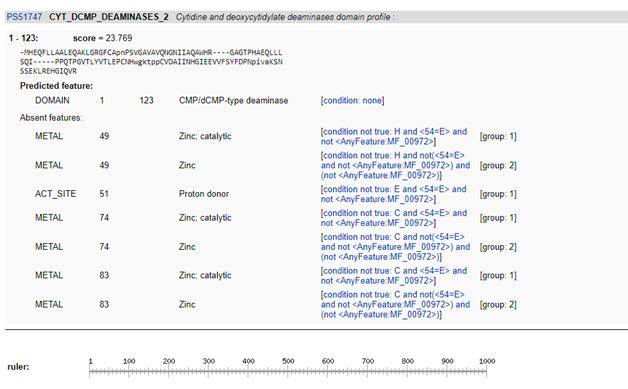 PS51747 CYT_DCMP_DEAMINASES_2 Cytidine and deoxycytidylate deaminases domain profile :
1 - 123: score = 23.769
-MHEQFLLAALEQAKLGRGFCApnPSVGAVAVQNGNIIAQAWHR----GAGTPHAEQLLL
SQI-----PPQTPGVTLYVTLEPCNHwgktppCVDAIINHGIEEVVFSYFDPNpivaKSN
SSEKLREHGIQVR
Predicted feature:
DOMAIN 1 123 CMP/dCMP-type deaminase [condition: none]
Absent features:
METAL 49 Zinc; catalytic [condition not true: H and <54=E> and not <AnyFeature:MF_00972>] [group: 1]
METAL 49 Zinc [condition not true: H and not(<54=E> and not <AnyFeature:MF_00972>) and (not <AnyFeature:MF_00972>)] [group: 2]
ACT_SITE 51 Proton donor [condition not true: E and <54=E> and not <AnyFeature:MF_00972>] [group: 1]
METAL 74 Zinc; catalytic [condition not true: C and <54=E> and not <AnyFeature:MF_00972>] [group: 1]
METAL 74 Zinc [condition not true: C and not(<54=E> and not <AnyFeature:MF_00972>) and (not <AnyFeature:MF_00972>)] [group: 2]
METAL 83 Zinc; catalytic [condition not true: C and <54=E> and not <AnyFeature:MF_00972>] [group: 1]
METAL 83 Zinc [condition not true: C and not(<54=E> and not <AnyFeature:MF_00972>) and (not <AnyFeature:MF_00972>)] [group: 2]
ruler: 1 100 200 300 400 500 600 700 800 900 1000